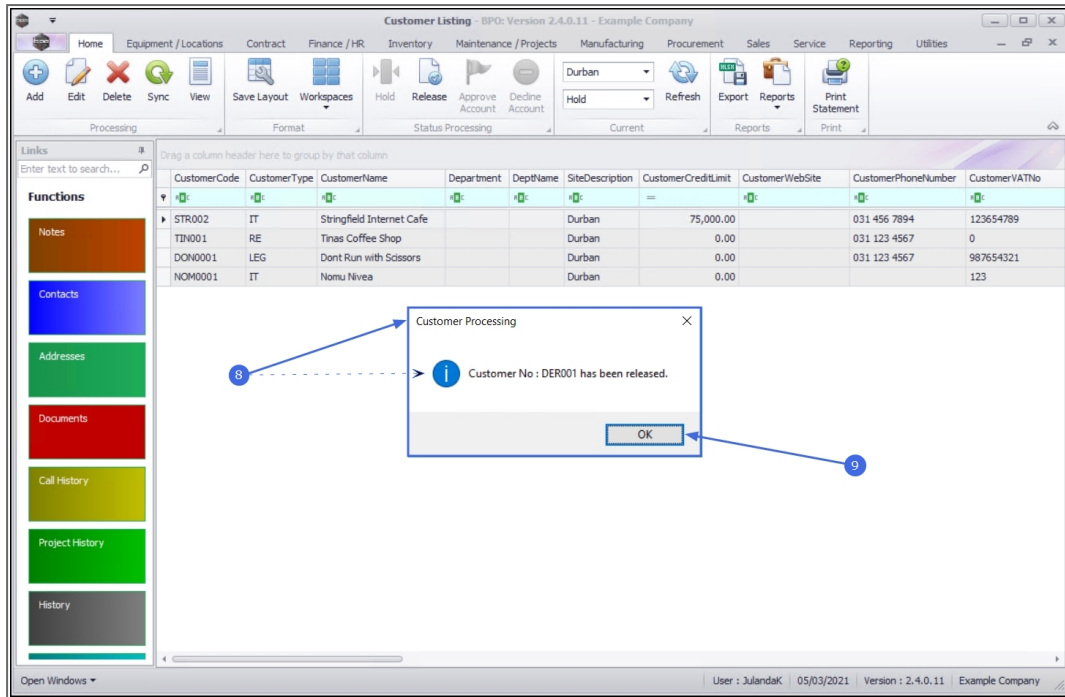 Customer Listing - BPO: Version 2.4.0.11 - Example Company
Home Equipment / Locations Contract Finance / HR Inventory Maintenance / Projects Manufacturing Procurement Sales Service Reporting Utilities
Add Edit Delete Sync View Save Layout Workspaces Hold Release Approve Account Decline Account Durban Hold Refresh Export Reports Print Statement
Processing Format Status Processing Current Reports Print
Links
Enter text to search...
Functions
Notes
Contacts
Addresses
Documents
Call History
Project History
History
Drag a column header here to group by that column
CustomerCode CustomerType CustomerName Department DeptName SiteDescription CustomerCreditLimit CustomerWebSite CustomerPhoneNumber CustomerVATNo
STR002 IT Stringfield Internet Cafe Durban 75,000.00 031 456 7894 123654789
TIN001 RE Tinas Coffee Shop Durban 0.00 031 123 4567 0
DON0001 LEG Dont Run with Scissors Durban 0.00 031 123 4567 987654321
NOM0001 IT Nomu Nivea Durban 0.00 123
Customer Processing
8
Customer No : DER001 has been released.
OK
9
Open Windows User : JulandaK 05/03/2021 Version : 2.4.0.11 Example Company